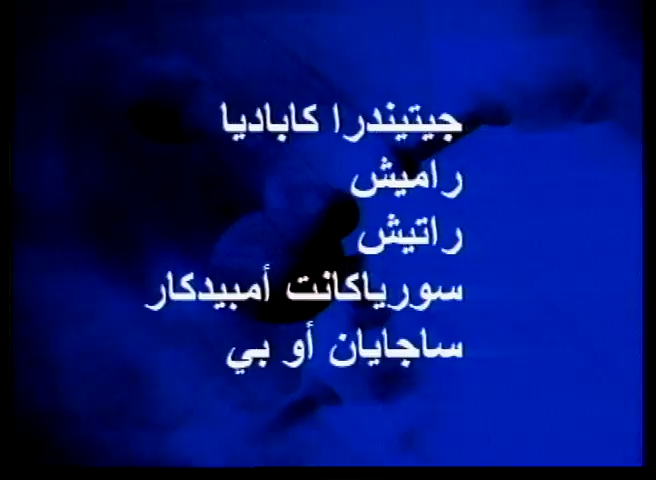 جيتيندرا كاباديا
راميش
راتيش
سورياكانت أمبيدكار
ساجايان أو بي